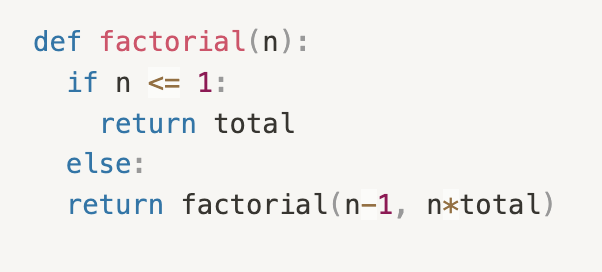 def factorial(n):
  if n <= 1:
    return total
  else:
  return factorial(n-1, n*total)